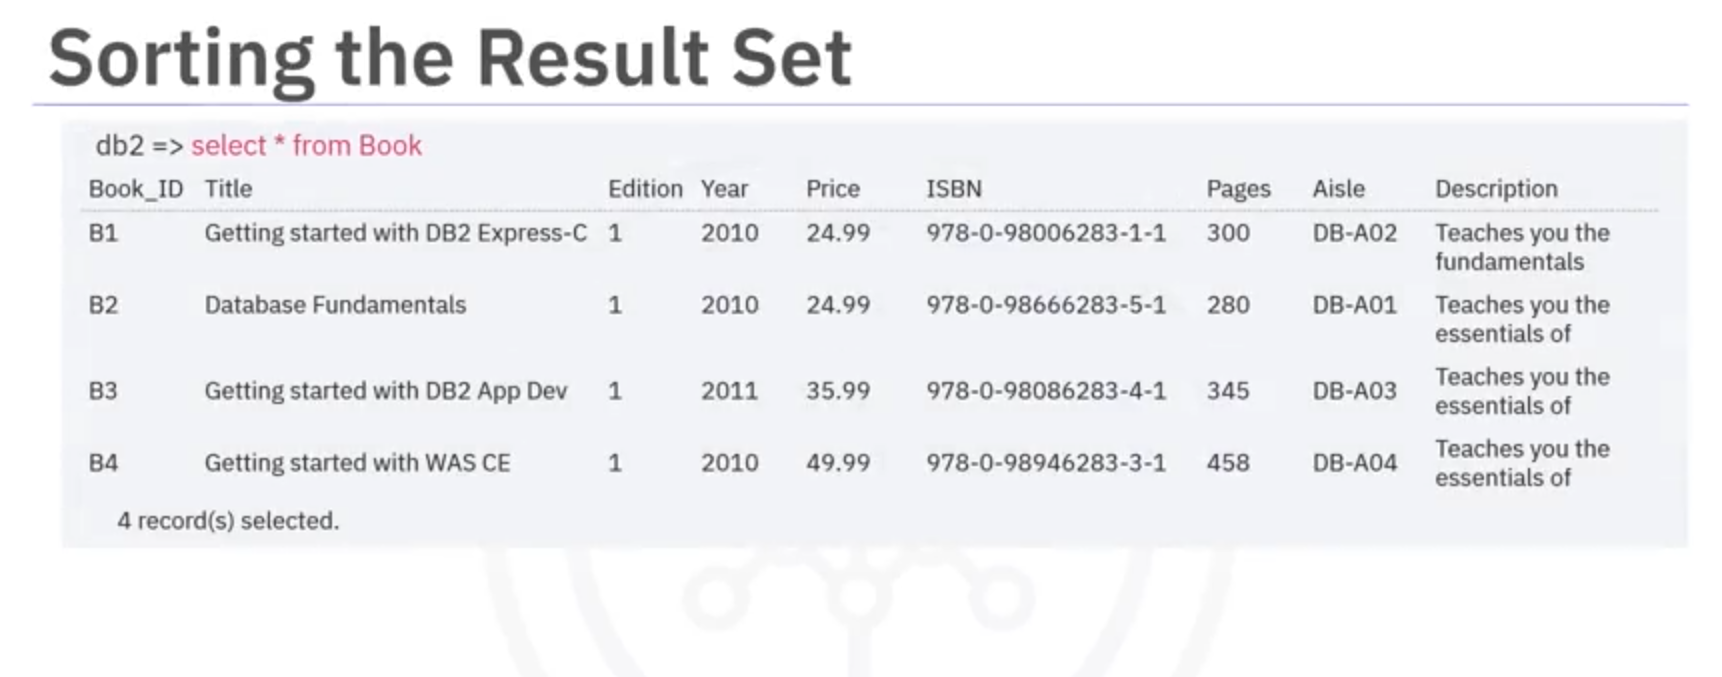 Sorting the Result Set
db2 => select * from Book
Book_ID Title Edition Year Price ISBN Pages Aisle Description
B1 Getting started with DB2 Express-C 1 2010 24.99 978-0-98006283-1-1 300 DB-A02 Teaches you the
fundamentals
B2 Database Fundamentals 1 2010 24.99 978-0-98666283-5-1 280 DB-A01 Teaches you the
essentials of
B3 Getting started with DB2 App Dev 1 2011 35.99 978-0-98086283-4-1 345 DB-A03 Teaches you the
essentials of
B4 Getting started with WAS CE 1 2010 49.99 978-0-98946283-3-1 458 DB-A04 Teaches you the
essentials of
4 record(s) selected.